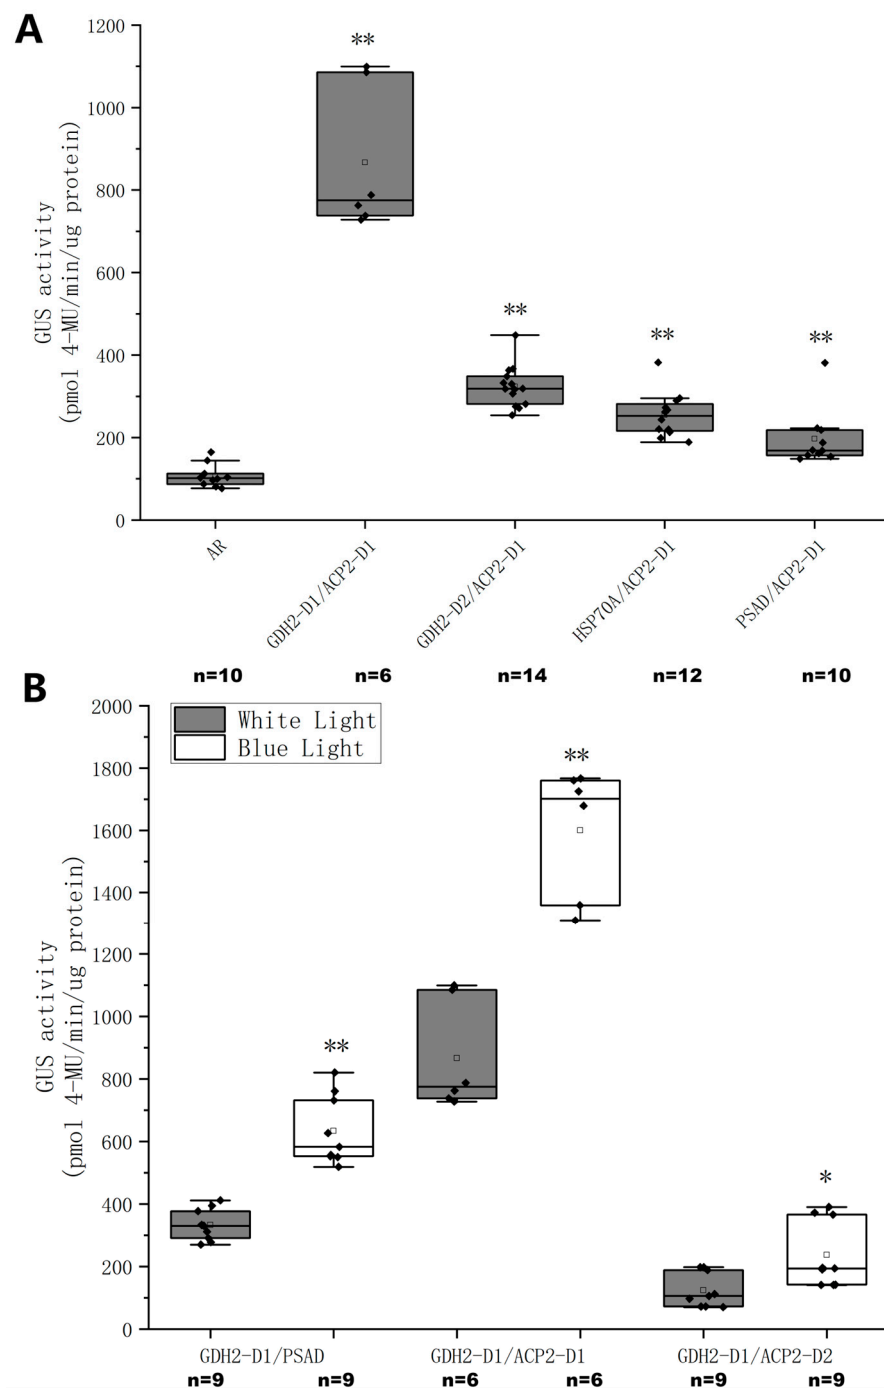 A
1200
1000
800
600
400
200
0
GUS activity
(pmol 4-MU/min/ug protein)
**
**
**
**
AR
GDH2-D1/ACP2-D1
GDH2-D2/ACP2-D1
HSP70A/ACP2-D1
PSAD/ACP2-D1
n=10 n=6 n=14 n=12 n=10
B
2000
1800
1600
1400
1200
1000
800
600
400
200
0
GUS activity
(pmol 4-MU/min/ug protein)
White Light
Blue Light
**
**
*
GDH2-D1/PSAD GDH2-D1/ACP2-D1 GDH2-D1/ACP2-D2
n=9 n=9 n=6 n=6 n=9 n=9